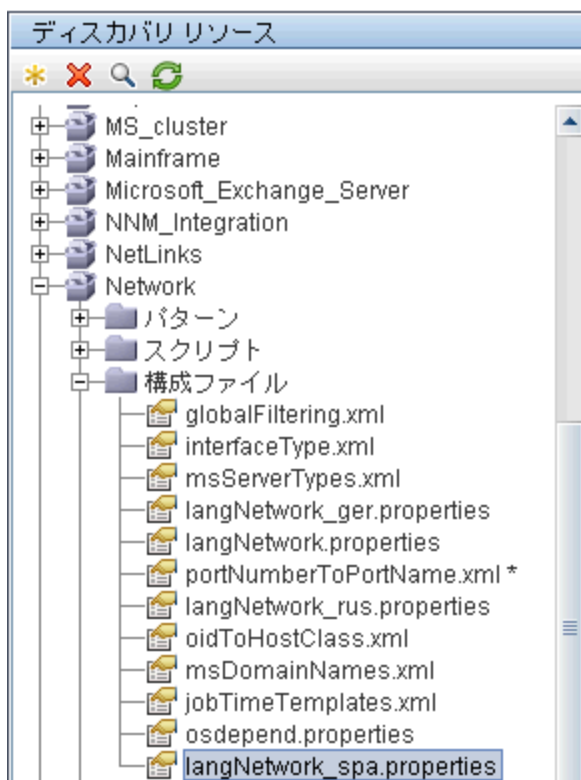 ディスカバリ リソース
MS_cluster
Mainframe
Microsoft_Exchange_Server
NNM_Integration
NetLinks
Network
パターン
スクリプト
構成ファイル
globalFiltering.xml
interfaceType.xml
msServerTypes.xml
langNetwork_ger.properties
langNetwork.properties
portNumberToPortName.xml *
langNetwork_rus.properties
oidToHostClass.xml
msDomainNames.xml
jobTimeTemplates.xml
osdepend.properties
langNetwork_spa.properties